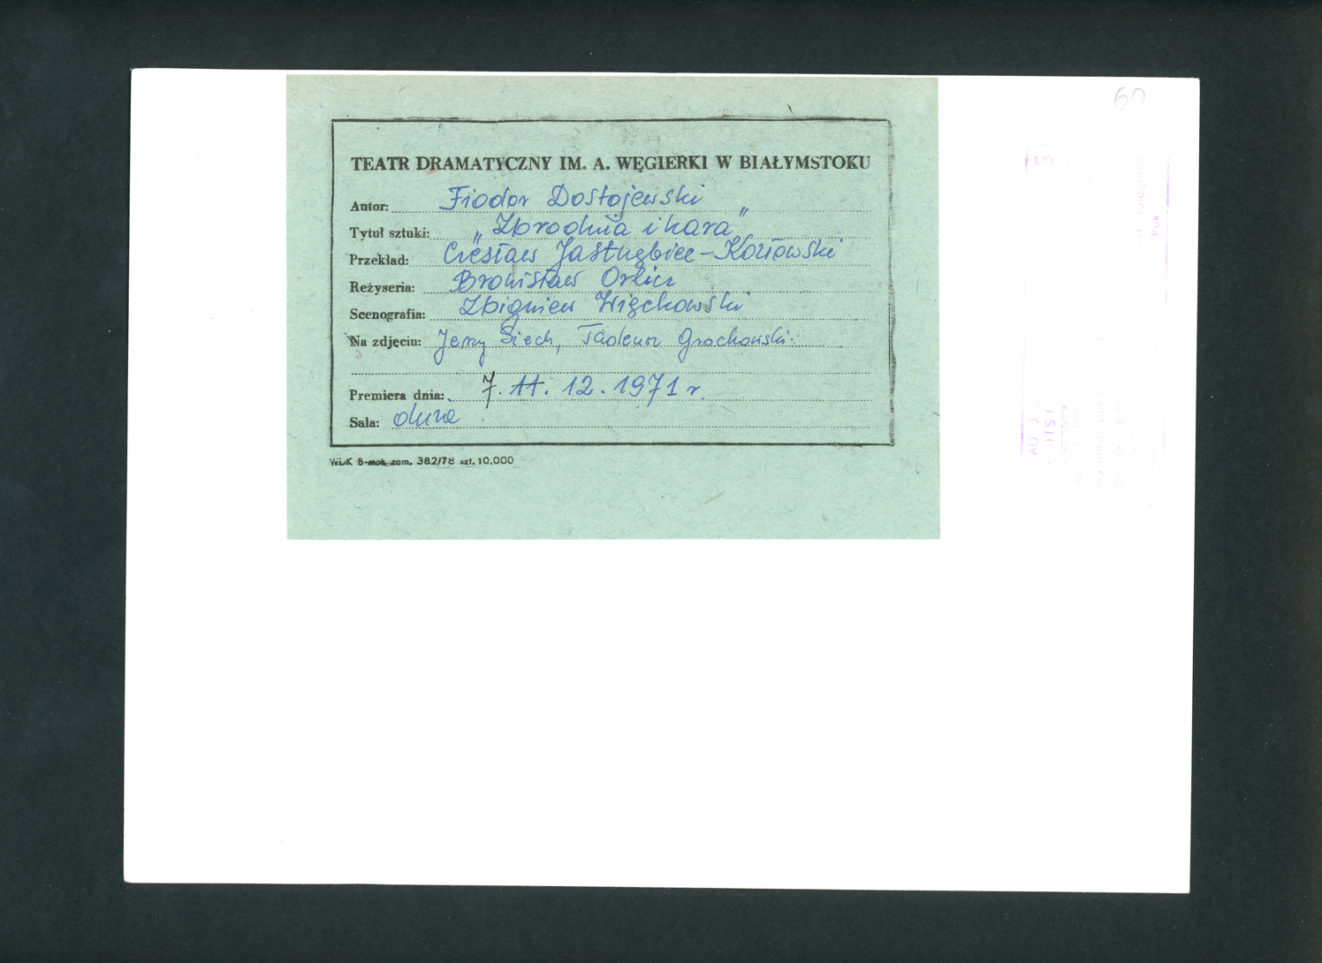 60
TEATR DRAMATYCZNY IM. A. WĘGIERKI W BIAŁYMSTOKU
Autor: Fiodor Dostojewski
Tytuł sztuki: „Zbrodnia i kara”
Przekład: Czesław Jastrzębiec-Kozłowski
Reżyseria: Bronisław Orlicz
Scenografia: Zbigniew Więckowski
Na zdjęciu: Jerzy Siech, Tadeusz Grochowski.
Premiera dnia: 7. 11. 12. 1971 r.
Sala: duża
WDK B-stok zam. 382/78 szt. 10.000